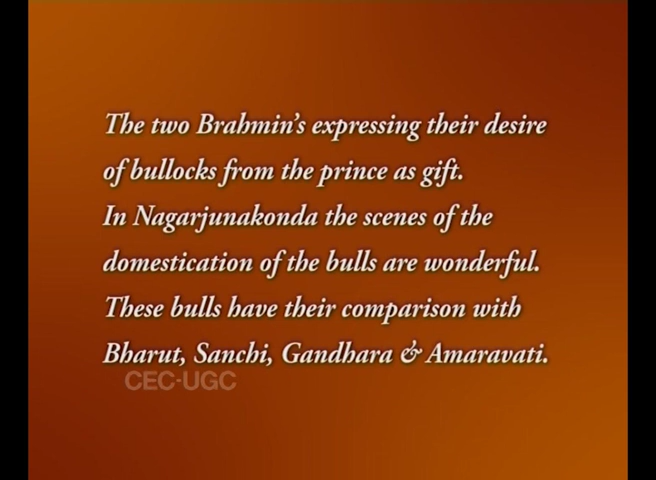 The two Brahmin's expressing their desire
of bullocks from the prince as gift.
In Nagarjunakonda the scenes of the
domestication of the bulls are wonderful.
These bulls have their comparison with
Bharut, Sanchi, Gandhara & Amaravati.
CEC-UGC